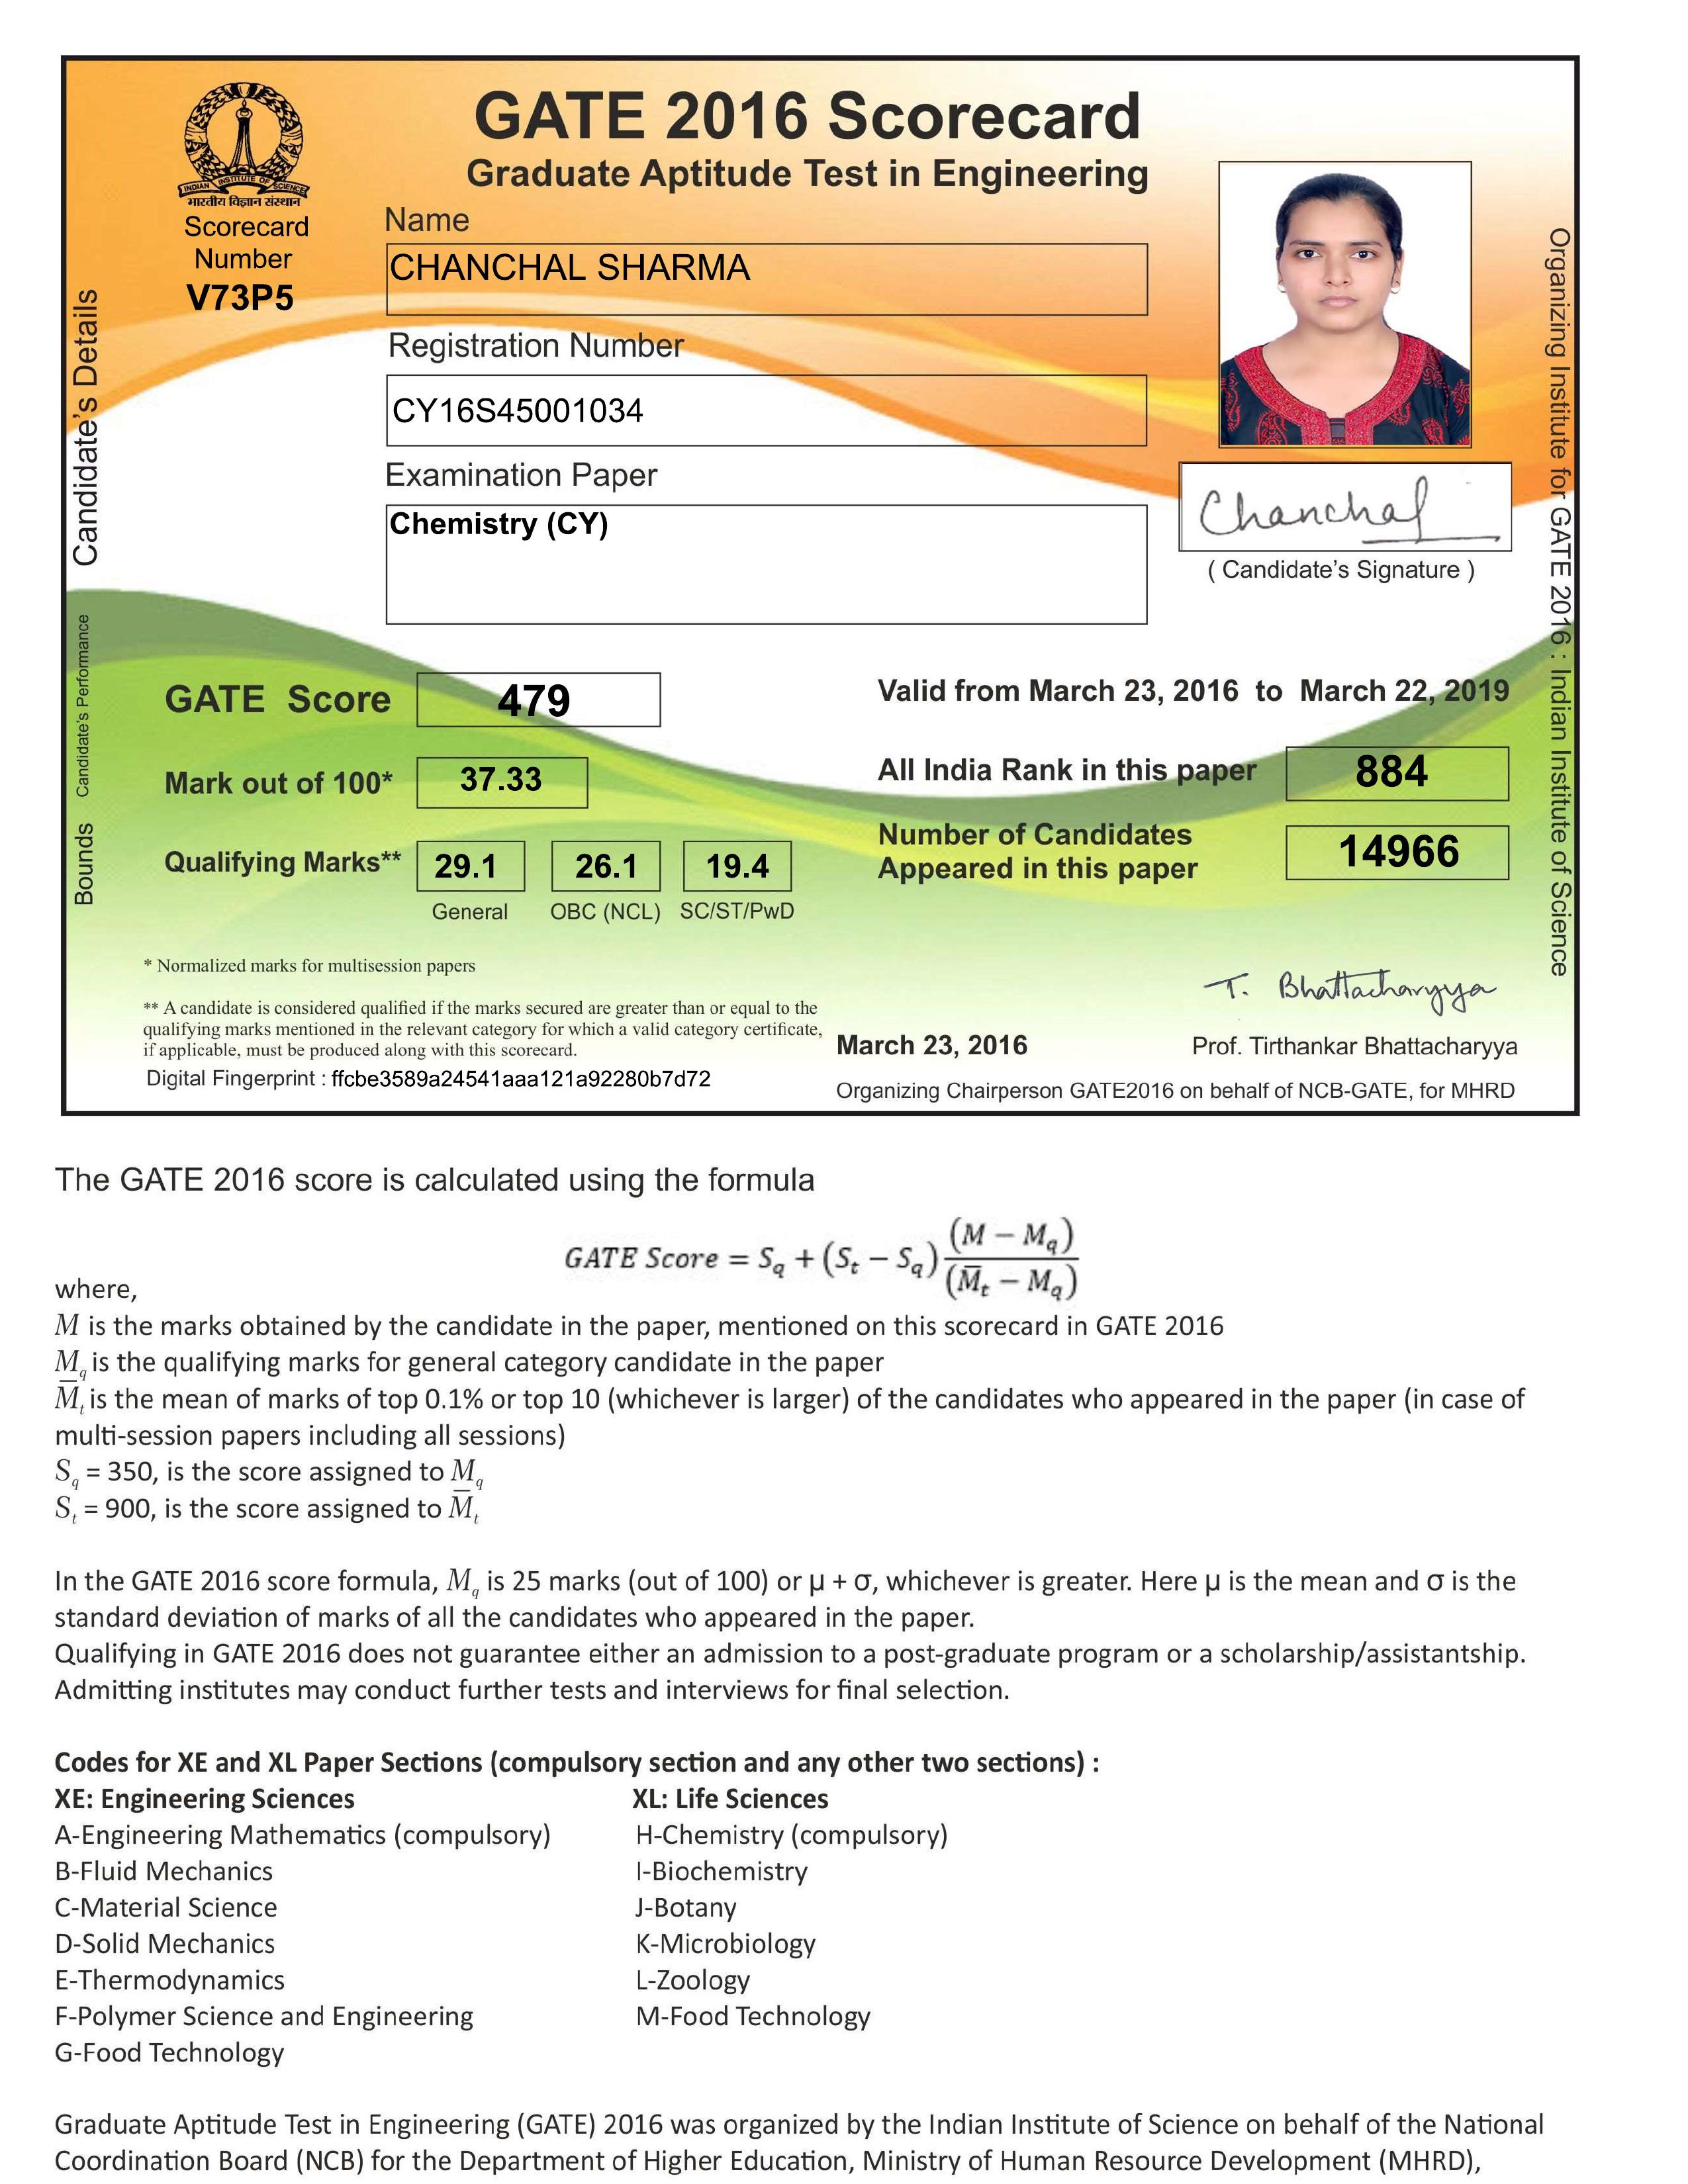 GATE 2016 Scorecard
Graduate Aptitude Test in Engineering
INDIAN INSTITUTE OF SCIENCE
भारतीय विज्ञान संस्थान
Scorecard
Number
V73P5
Candidate's Details
Name
CHANCHAL SHARMA
Registration Number
CY16S45001034
Examination Paper
Chemistry (CY)
Chanchal
( Candidate's Signature )
Organizing Institute for GATE 2016 : Indian Institute of Science
Candidate's Performance
GATE Score 479
Valid from March 23, 2016 to March 22, 2019
Mark out of 100* 37.33
All India Rank in this paper 884
Bounds
Qualifying Marks** 29.1 26.1 19.4
General OBC (NCL) SC/ST/PwD
Number of Candidates
Appeared in this paper 14966
* Normalized marks for multisession papers
** A candidate is considered qualified if the marks secured are greater than or equal to the
qualifying marks mentioned in the relevant category for which a valid category certificate,
if applicable, must be produced along with this scorecard.
Digital Fingerprint : ffcbe3589a24541aaa121a92280b7d72
T. Bhattacharyya
March 23, 2016 Prof. Tirthankar Bhattacharyya
Organizing Chairperson GATE2016 on behalf of NCB-GATE, for MHRD
The GATE 2016 score is calculated using the formula
GATE Score = S_q + (S_t − S_q) (M − M_q) / (M̅_t − M_q)
where,
M is the marks obtained by the candidate in the paper, mentioned on this scorecard in GATE 2016
M_q is the qualifying marks for general category candidate in the paper
M̅_t is the mean of marks of top 0.1% or top 10 (whichever is larger) of the candidates who appeared in the paper (in case of
multi-session papers including all sessions)
S_q = 350, is the score assigned to M_q
S_t = 900, is the score assigned to M̅_t
In the GATE 2016 score formula, M_q is 25 marks (out of 100) or μ + σ, whichever is greater. Here μ is the mean and σ is the
standard deviation of marks of all the candidates who appeared in the paper.
Qualifying in GATE 2016 does not guarantee either an admission to a post-graduate program or a scholarship/assistantship.
Admitting institutes may conduct further tests and interviews for final selection.
Codes for XE and XL Paper Sections (compulsory section and any other two sections) :
XE: Engineering Sciences XL: Life Sciences
A-Engineering Mathematics (compulsory) H-Chemistry (compulsory)
B-Fluid Mechanics I-Biochemistry
C-Material Science J-Botany
D-Solid Mechanics K-Microbiology
E-Thermodynamics L-Zoology
F-Polymer Science and Engineering M-Food Technology
G-Food Technology
Graduate Aptitude Test in Engineering (GATE) 2016 was organized by the Indian Institute of Science on behalf of the National
Coordination Board (NCB) for the Department of Higher Education, Ministry of Human Resource Development (MHRD),